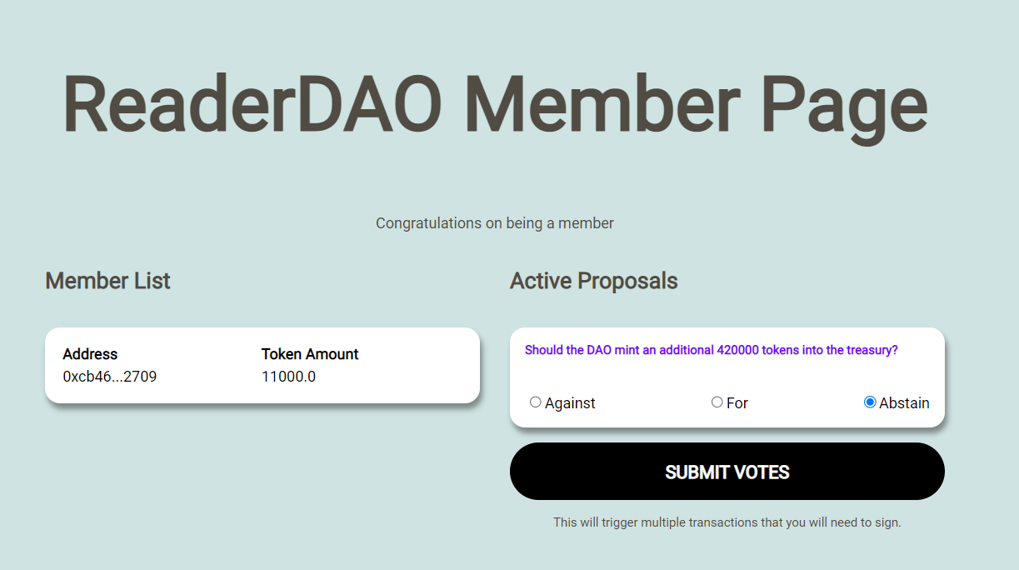 ReaderDAO Member Page
Congratulations on being a member
Member List
Address Token Amount
0xcb46...2709 11000.0
Active Proposals
Should the DAO mint an additional 420000 tokens into the treasury?
Against For Abstain
SUBMIT VOTES
This will trigger multiple transactions that you will need to sign.